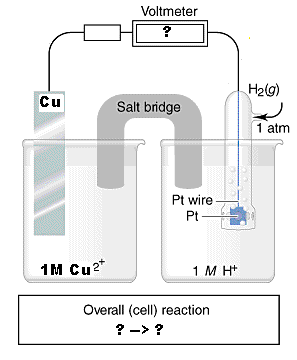 Voltmeter
?
Cu
H₂(g)
Salt bridge
1 atm
Pt wire
Pt
1M Cu²⁺
1 M H⁺
Overall (cell) reaction
? —> ?